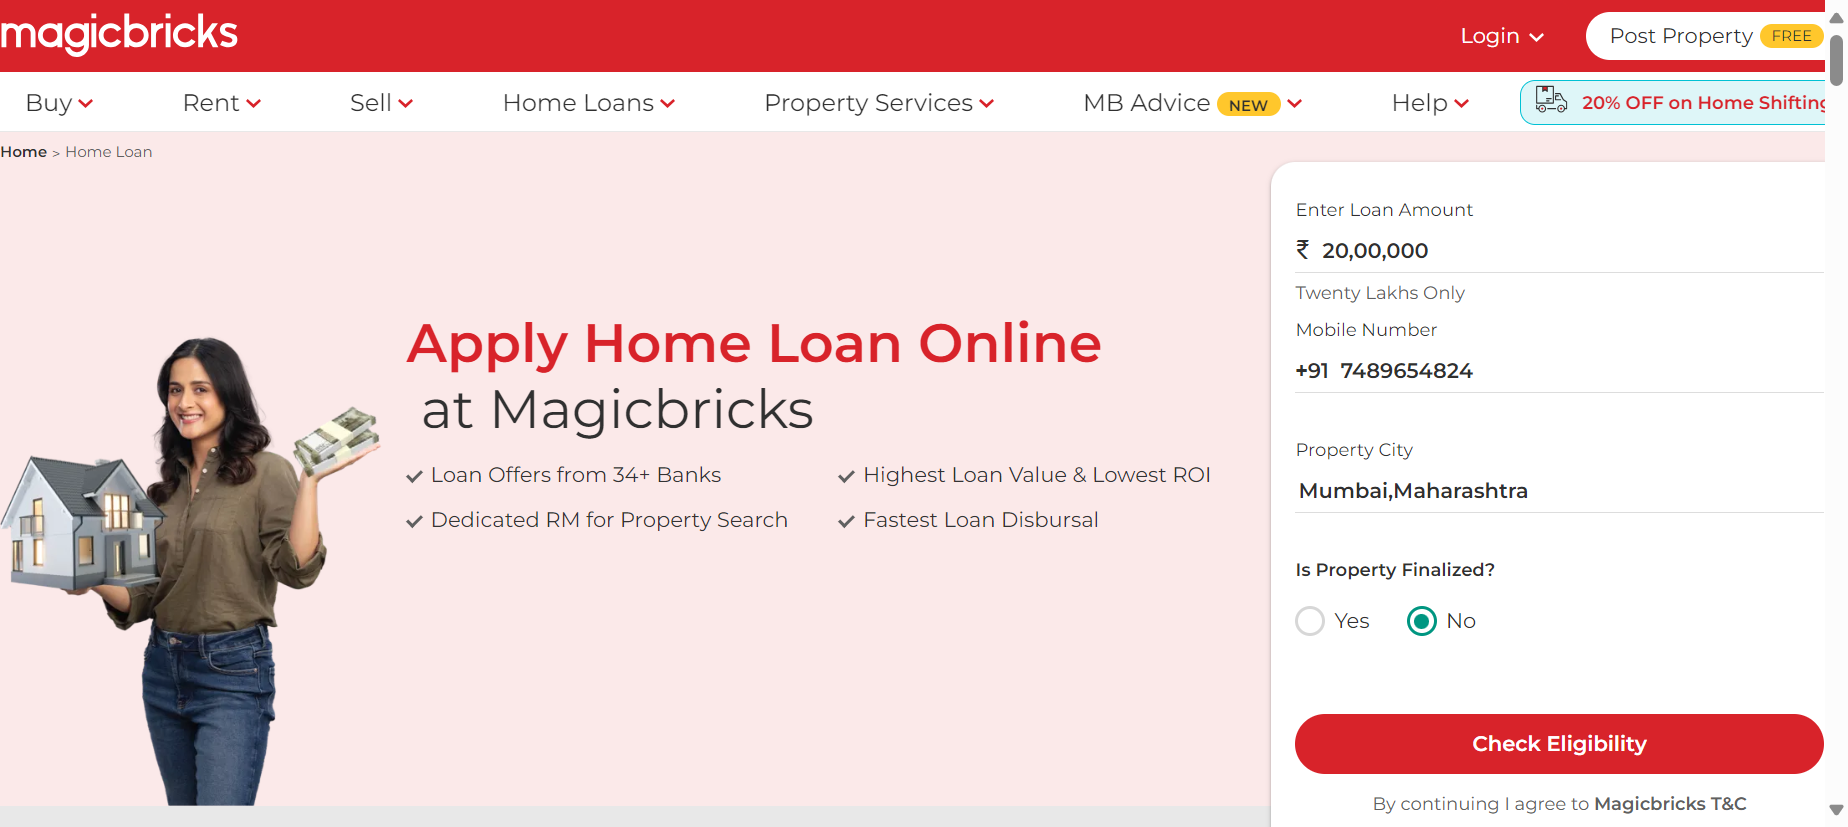 magicbricks
Login
Post Property FREE
Buy
Rent
Sell
Home Loans
Property Services
MB Advice NEW
Help
20% OFF on Home Shifting
Home > Home Loan
Apply Home Loan Online
at Magicbricks
Loan Offers from 34+ Banks
Highest Loan Value & Lowest ROI
Dedicated RM for Property Search
Fastest Loan Disbursal
Enter Loan Amount
₹ 20,00,000
Twenty Lakhs Only
Mobile Number
+91 7489654824
Property City
Mumbai,Maharashtra
Is Property Finalized?
Yes
No
Check Eligibility
By continuing I agree to Magicbricks T&C